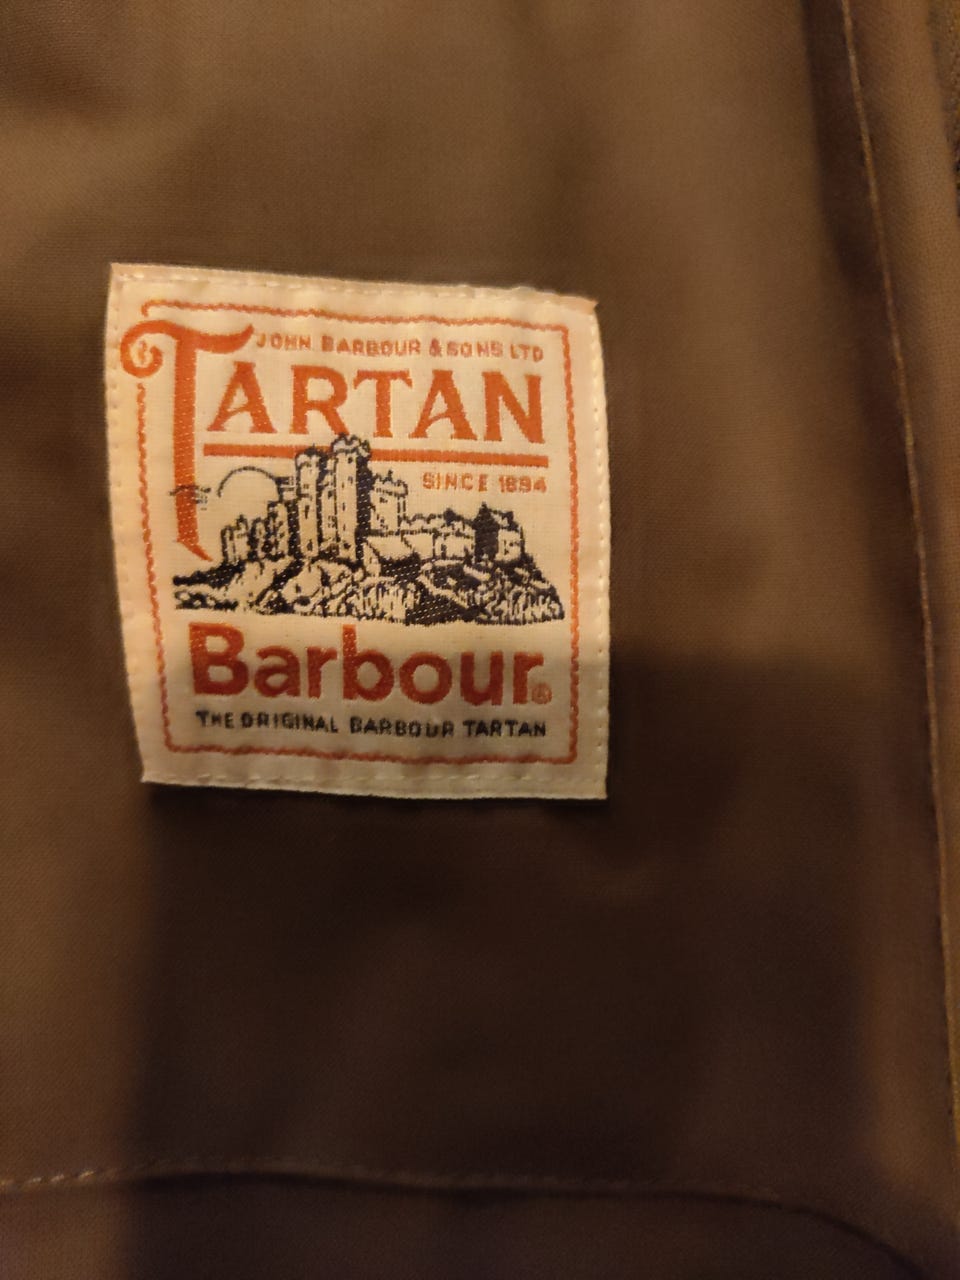 JOHN BARBOUR & SONS LTD
TARTAN
SINCE 1894
Barbour®
THE ORIGINAL BARBOUR TARTAN